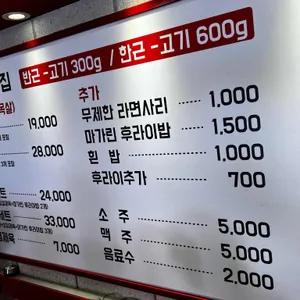 반근 -고기 300g / 한근 -고기 600g
집
추가
19,000
무제한 라면사리 1.000
28,000
마가린 후라이밥 1.500
흰 밥 1.000
후라이추가 700
24,000
33,000
7,000
소 주 5.000
맥 주 5.000
음료수 2.000